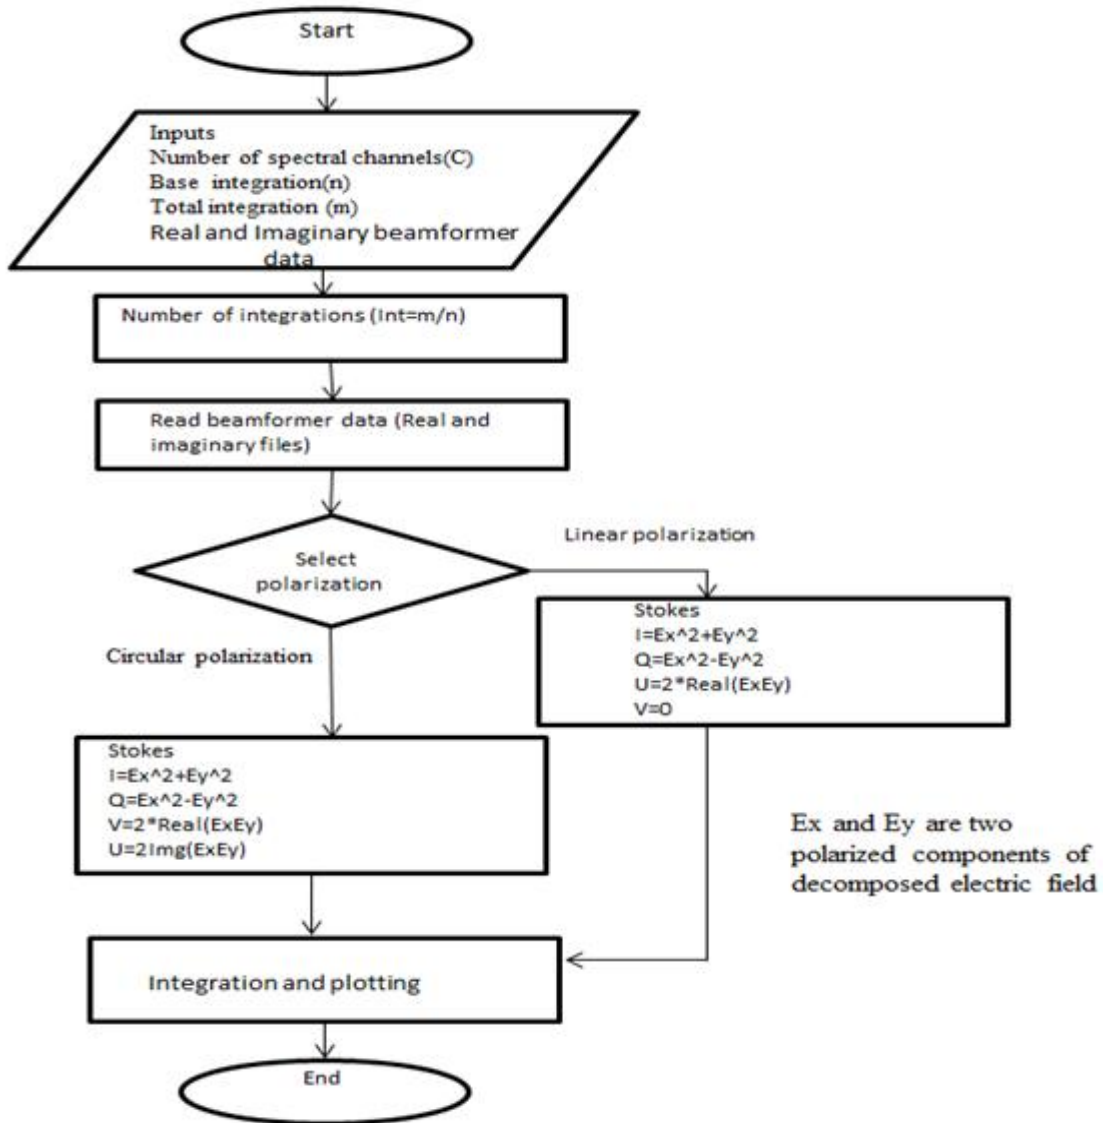 Start
Inputs
Number of spectral channels(C)
Base integration(n)
Total integration (m)
Real and Imaginary beamformer
data
Number of integrations (Int=m/n)
Read beamformer data (Real and
imaginary files)
Select
polarization
Linear polarization
Stokes
I=Ex^2+Ey^2
Q=Ex^2-Ey^2
U=2*Real(ExEy)
V=0
Circular polarization
Stokes
I=Ex^2+Ey^2
Q=Ex^2-Ey^2
V=2*Real(ExEy)
U=2Img(ExEy)
Ex and Ey are two
polarized components of
decomposed electric field
Integration and plotting
End